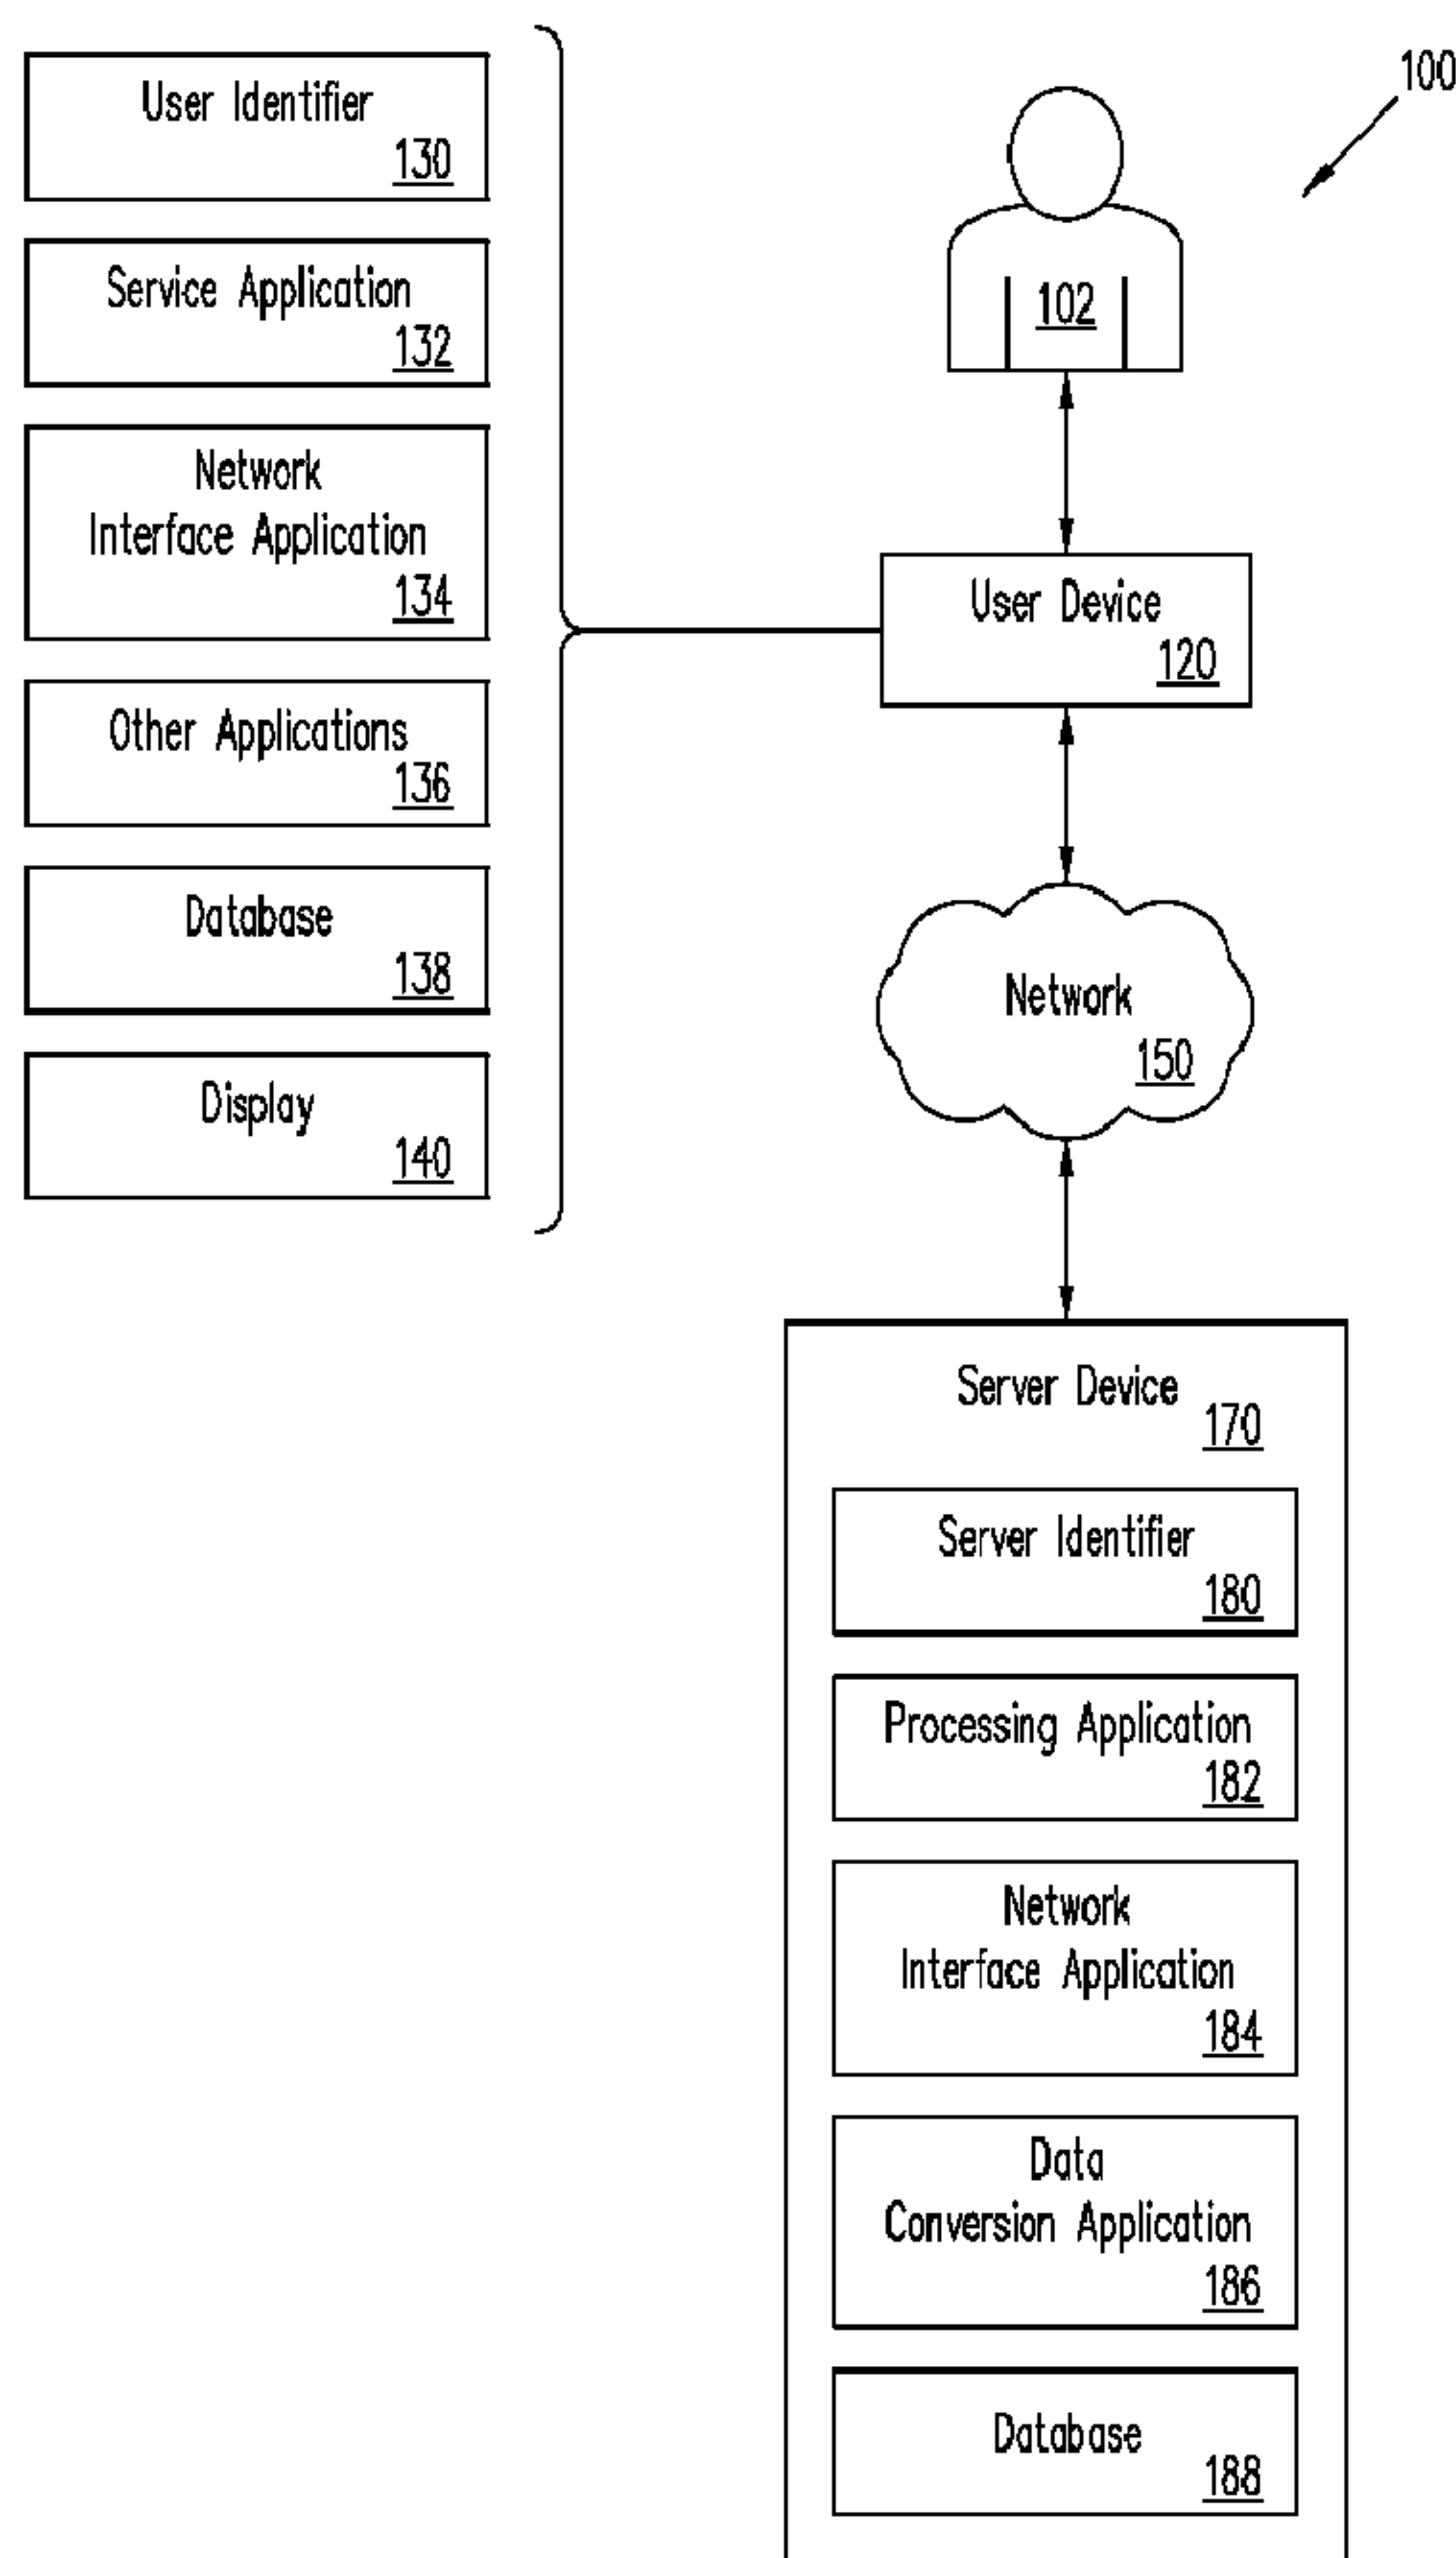 100
User Identifier
130
Service Application
132
Network
Interface Application
134
Other Applications
136
Database
138
Display
140
102
User Device
120
Network
150
Server Device
170
Server Identifier
180
Processing Application
182
Network
Interface Application
184
Data
Conversion Application
186
Database
188